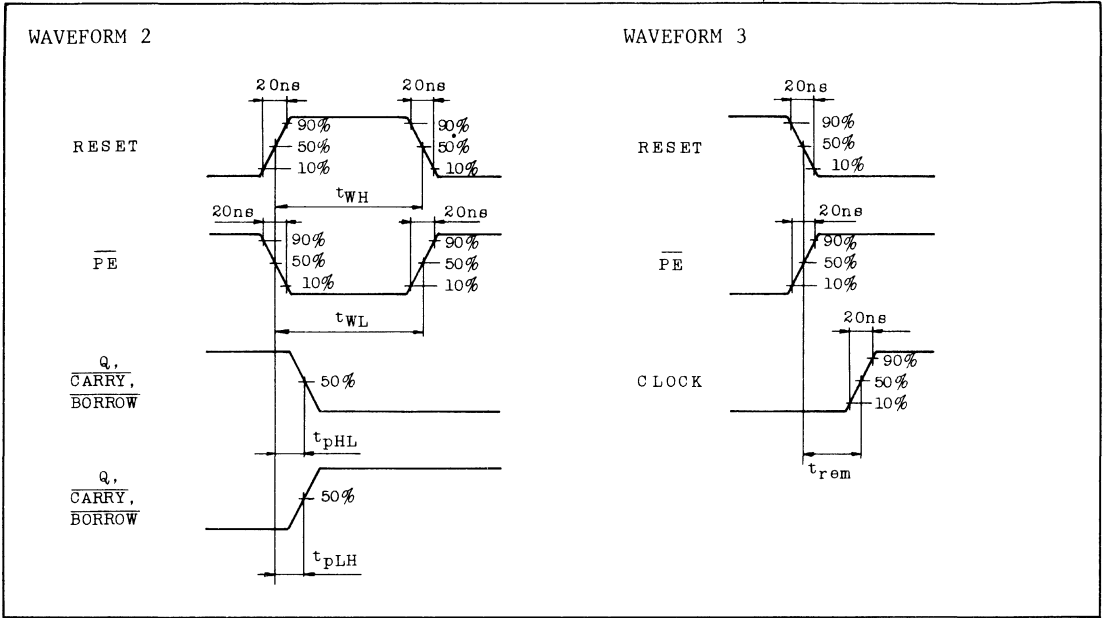 WAVEFORM 2
20ns 20ns
RESET
90% 90%
50% 50%
10% 10%
tWH
20ns 20ns
PE
90% 90%
50% 50%
10% 10%
tWL
Q,
CARRY,
BORROW
50%
tpHL
Q,
CARRY,
BORROW
50%
tpLH
WAVEFORM 3
20ns
RESET
90%
50%
10%
20ns
PE
90%
50%
10%
20ns
CLOCK
90%
50%
10%
trem